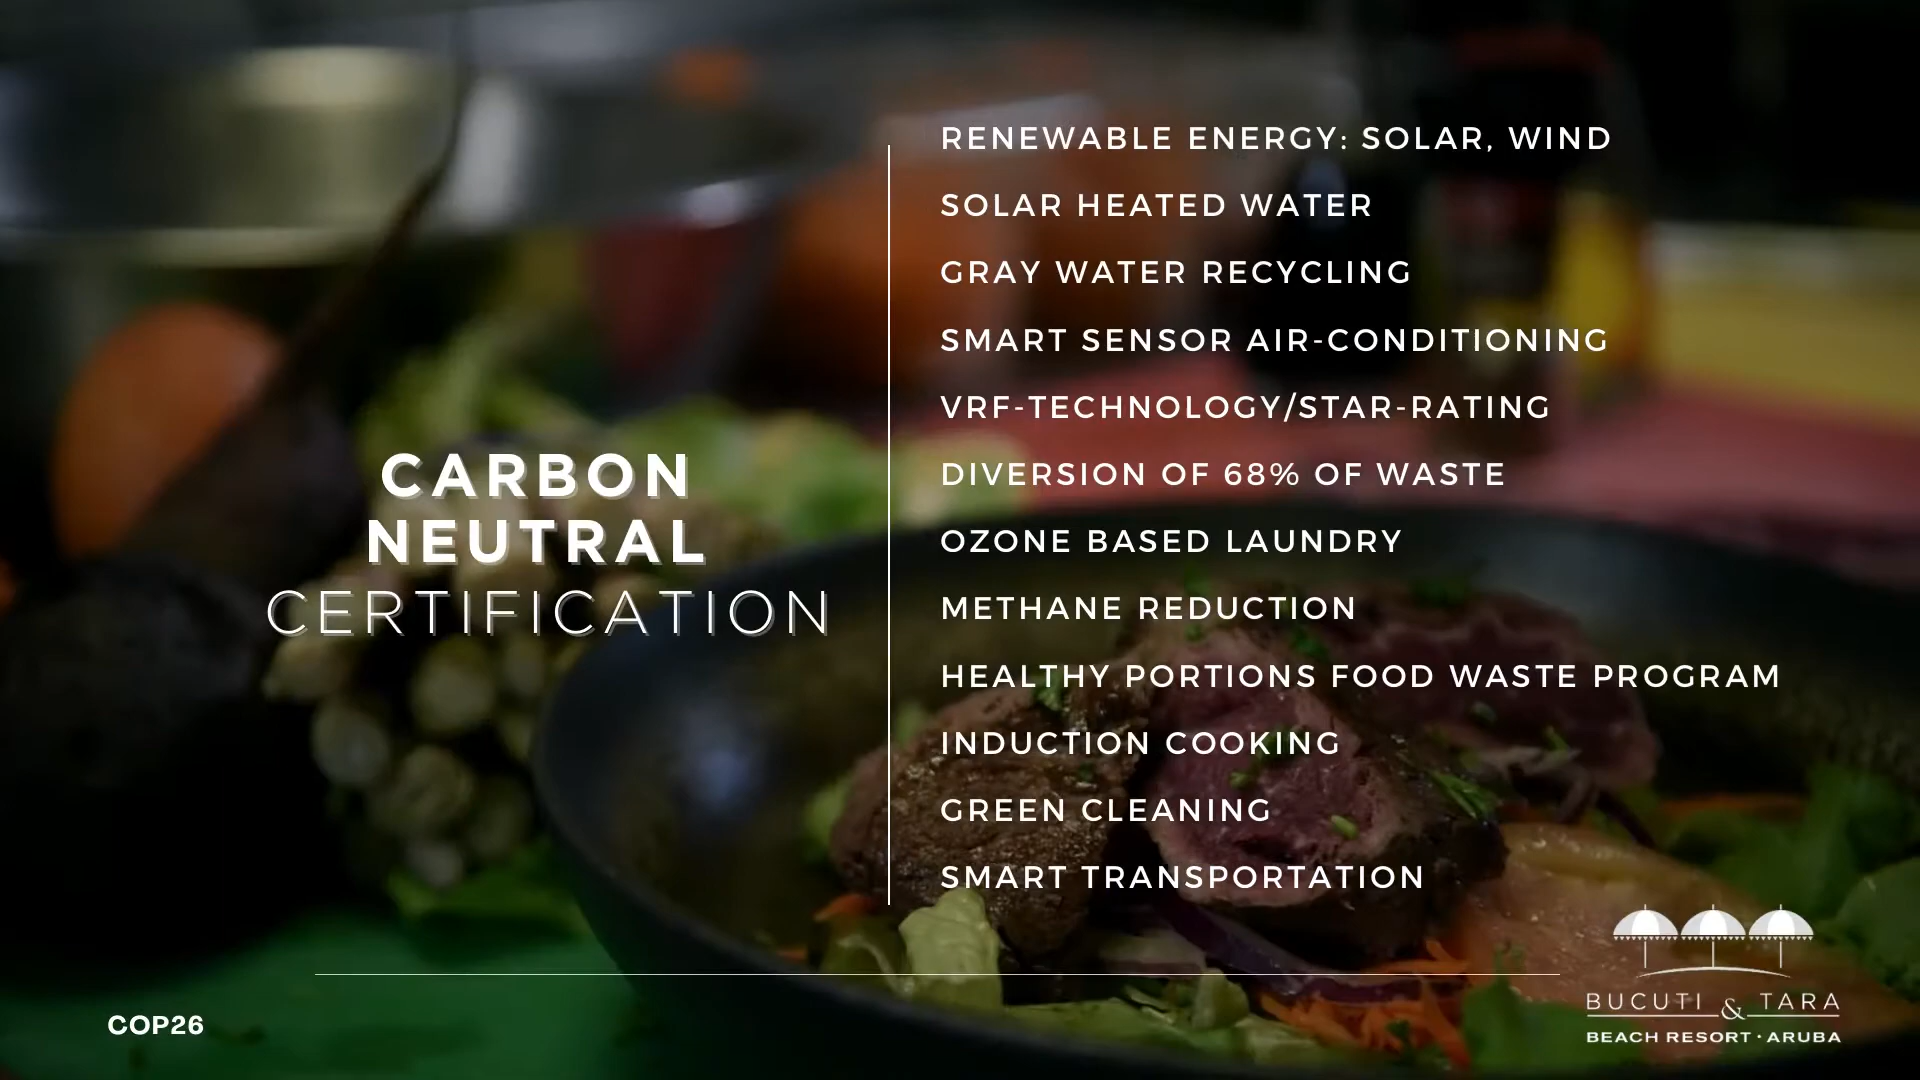 CARBON
NEUTRAL
CERTIFICATION
RENEWABLE ENERGY: SOLAR, WIND
SOLAR HEATED WATER
GRAY WATER RECYCLING
SMART SENSOR AIR-CONDITIONING
VRF-TECHNOLOGY/STAR-RATING
DIVERSION OF 68% OF WASTE
OZONE BASED LAUNDRY
METHANE REDUCTION
HEALTHY PORTIONS FOOD WASTE PROGRAM
INDUCTION COOKING
GREEN CLEANING
SMART TRANSPORTATION
COP26
BUCUTI & TARA
BEACH RESORT · ARUBA